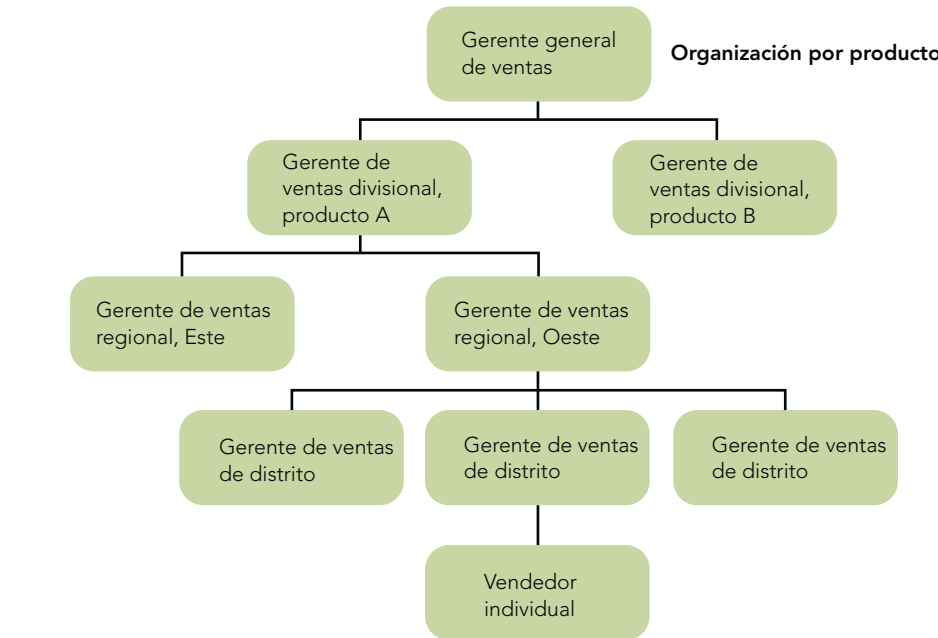 Gerente general
de ventas
Organización por producto
Gerente de
ventas divisional,
producto A
Gerente de
ventas divisional,
producto B
Gerente de ventas
regional, Este
Gerente de ventas
regional, Oeste
Gerente de ventas
de distrito
Gerente de ventas
de distrito
Gerente de ventas
de distrito
Vendedor
individual